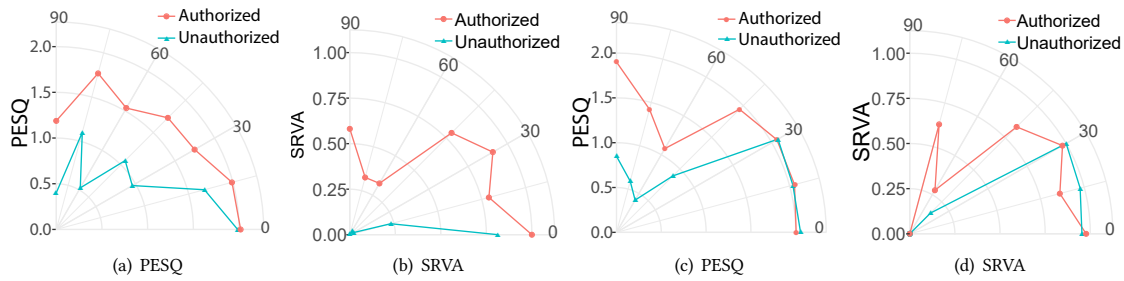 90
Authorized
Unauthorized
60
30
0
2.0
1.5
1.0
0.5
0.0
PESQ
(a) PESQ
90
Authorized
Unauthorized
60
30
0
1.00
0.75
0.50
0.25
0.00
SRVA
(b) SRVA
90
Authorized
Unauthorized
60
30
0
2.0
1.5
1.0
0.5
0.0
PESQ
(c) PESQ
90
Authorized
Unauthorized
60
30
0
1.00
0.75
0.50
0.25
0.00
SRVA
(d) SRVA